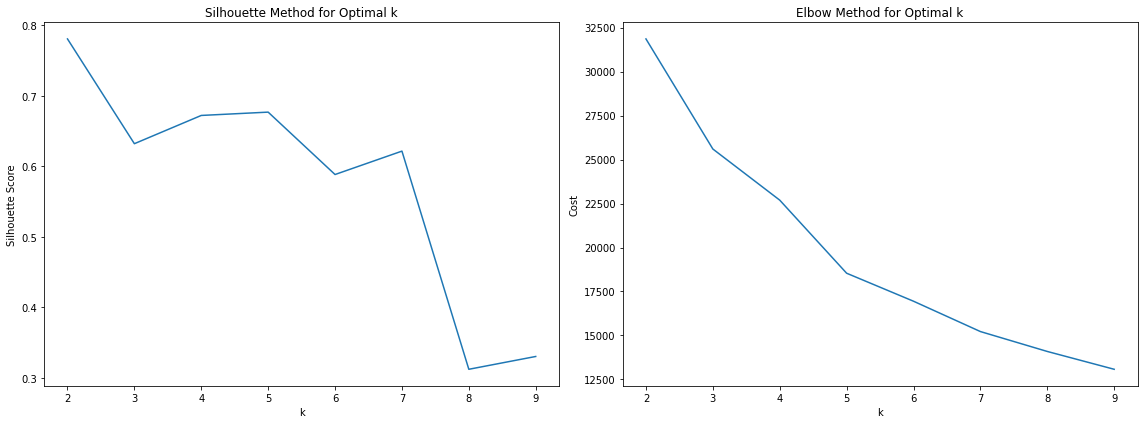 Silhouette Method for Optimal k
Silhouette Score
0.8
0.7
0.6
0.5
0.4
0.3
2 3 4 5 6 7 8 9
k
Elbow Method for Optimal k
Cost
32500
30000
27500
25000
22500
20000
17500
15000
12500
2 3 4 5 6 7 8 9
k